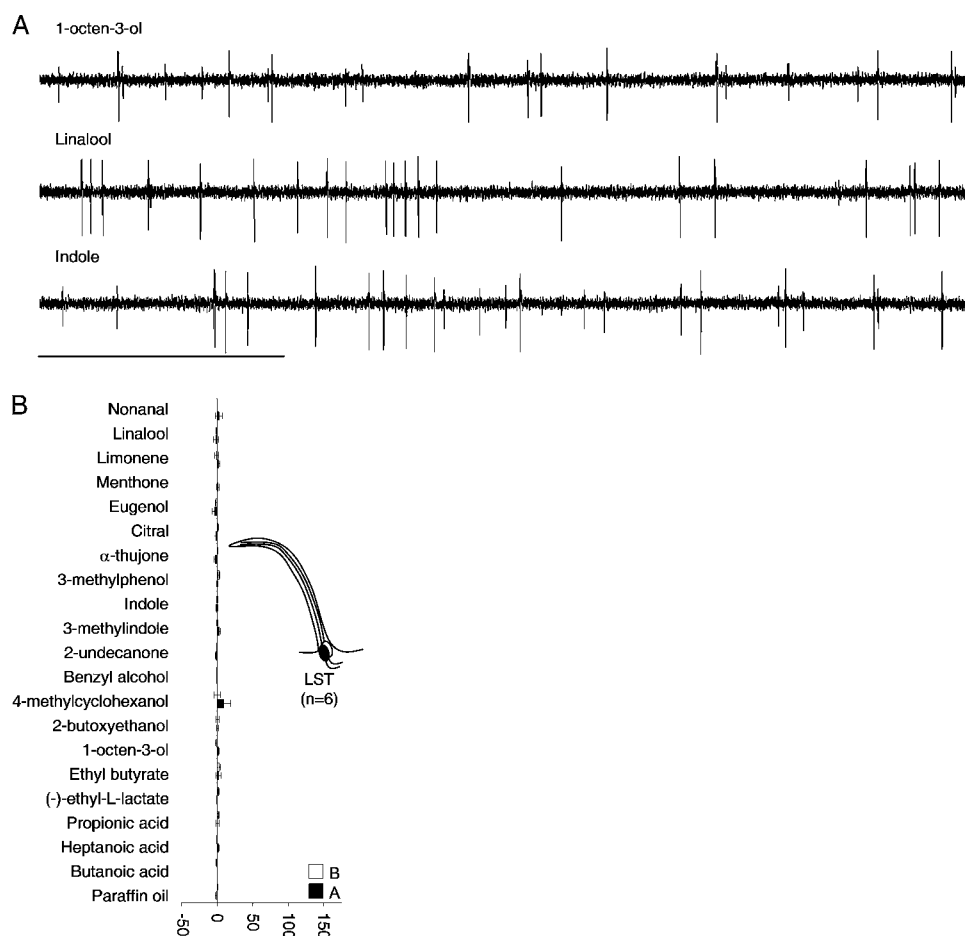 A
1-octen-3-ol
Linalool
Indole
B
Nonanal
Linalool
Limonene
Menthone
Eugenol
Citral
α-thujone
3-methylphenol
Indole
3-methylindole
2-undecanone
Benzyl alcohol
4-methylcyclohexanol
2-butoxyethanol
1-octen-3-ol
Ethyl butyrate
(-)-ethyl-L-lactate
Propionic acid
Heptanoic acid
Butanoic acid
Paraffin oil
LST
(n=6)
B
A
-50 0 50 100 150